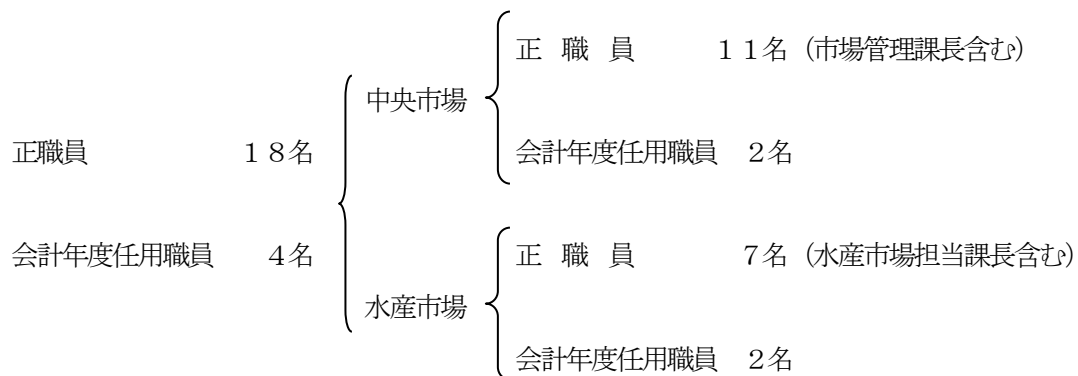 正 職 員 １１名 (市場管理課長含む)
中央市場
正職員 １８名
会計年度任用職員 ２名
会計年度任用職員 ４名
正 職 員 ７名 (水産市場担当課長含む)
水産市場
会計年度任用職員 ２名